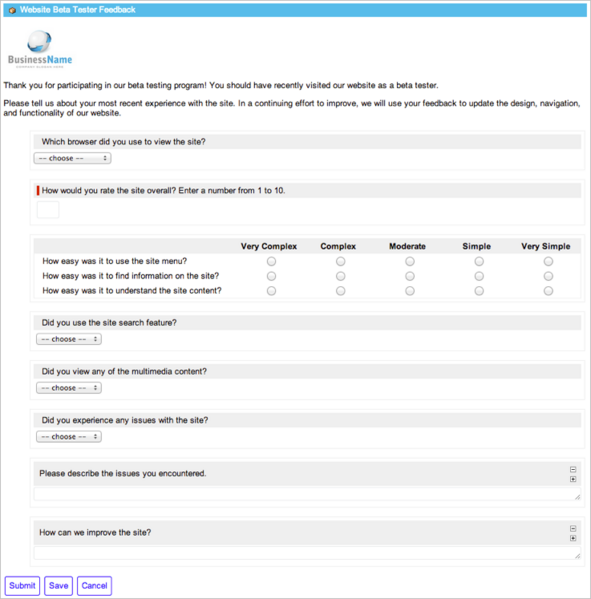 Website Beta Tester Feedback
BusinessName
Thank you for participating in our beta testing program! You should have recently visited our website as a beta tester.
Please tell us about your most recent experience with the site. In a continuing effort to improve, we will use your feedback to update the design, navigation,
and functionality of our website.
Which browser did you use to view the site?
-- choose --
How would you rate the site overall? Enter a number from 1 to 10.
Very Complex Complex Moderate Simple Very Simple
How easy was it to use the site menu?
How easy was it to find information on the site?
How easy was it to understand the site content?
Did you use the site search feature?
-- choose --
Did you view any of the multimedia content?
-- choose --
Did you experience any issues with the site?
-- choose --
Please describe the issues you encountered.
How can we improve the site?
Submit Save Cancel